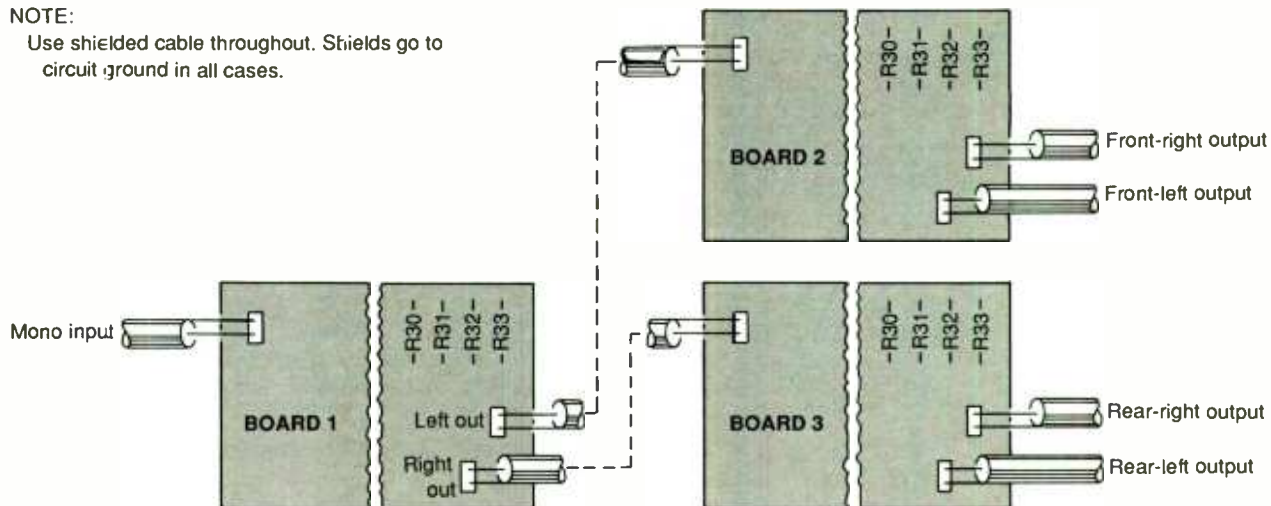 NOTE:
Use shielded cable throughout. Shields go to
circuit ground in all cases.
-R30-
-R31-
-R32-
-R33-
BOARD 2
Front-right output
Front-left output
Mono input
-R30-
-R31-
-R32-
-R33-
BOARD 1
Left out
Right
out
-R30-
-R31-
-R32-
-R33-
BOARD 3
Rear-right output
Rear-left output